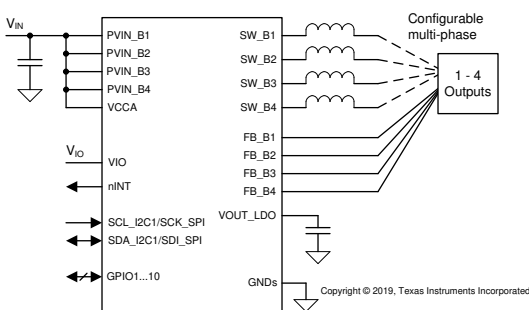 Configurable
multi-phase
VIN
PVIN_B1
PVIN_B2
PVIN_B3
PVIN_B4
VCCA
SW_B1
SW_B2
SW_B3
SW_B4
1 - 4
Outputs
FB_B1
FB_B2
FB_B3
FB_B4
VIO
VIO
nINT
VOUT_LDO
SCL_I2C1/SCK_SPI
SDA_I2C1/SDI_SPI
GPIO1...10
GNDs
Copyright © 2019, Texas Instruments Incorporated